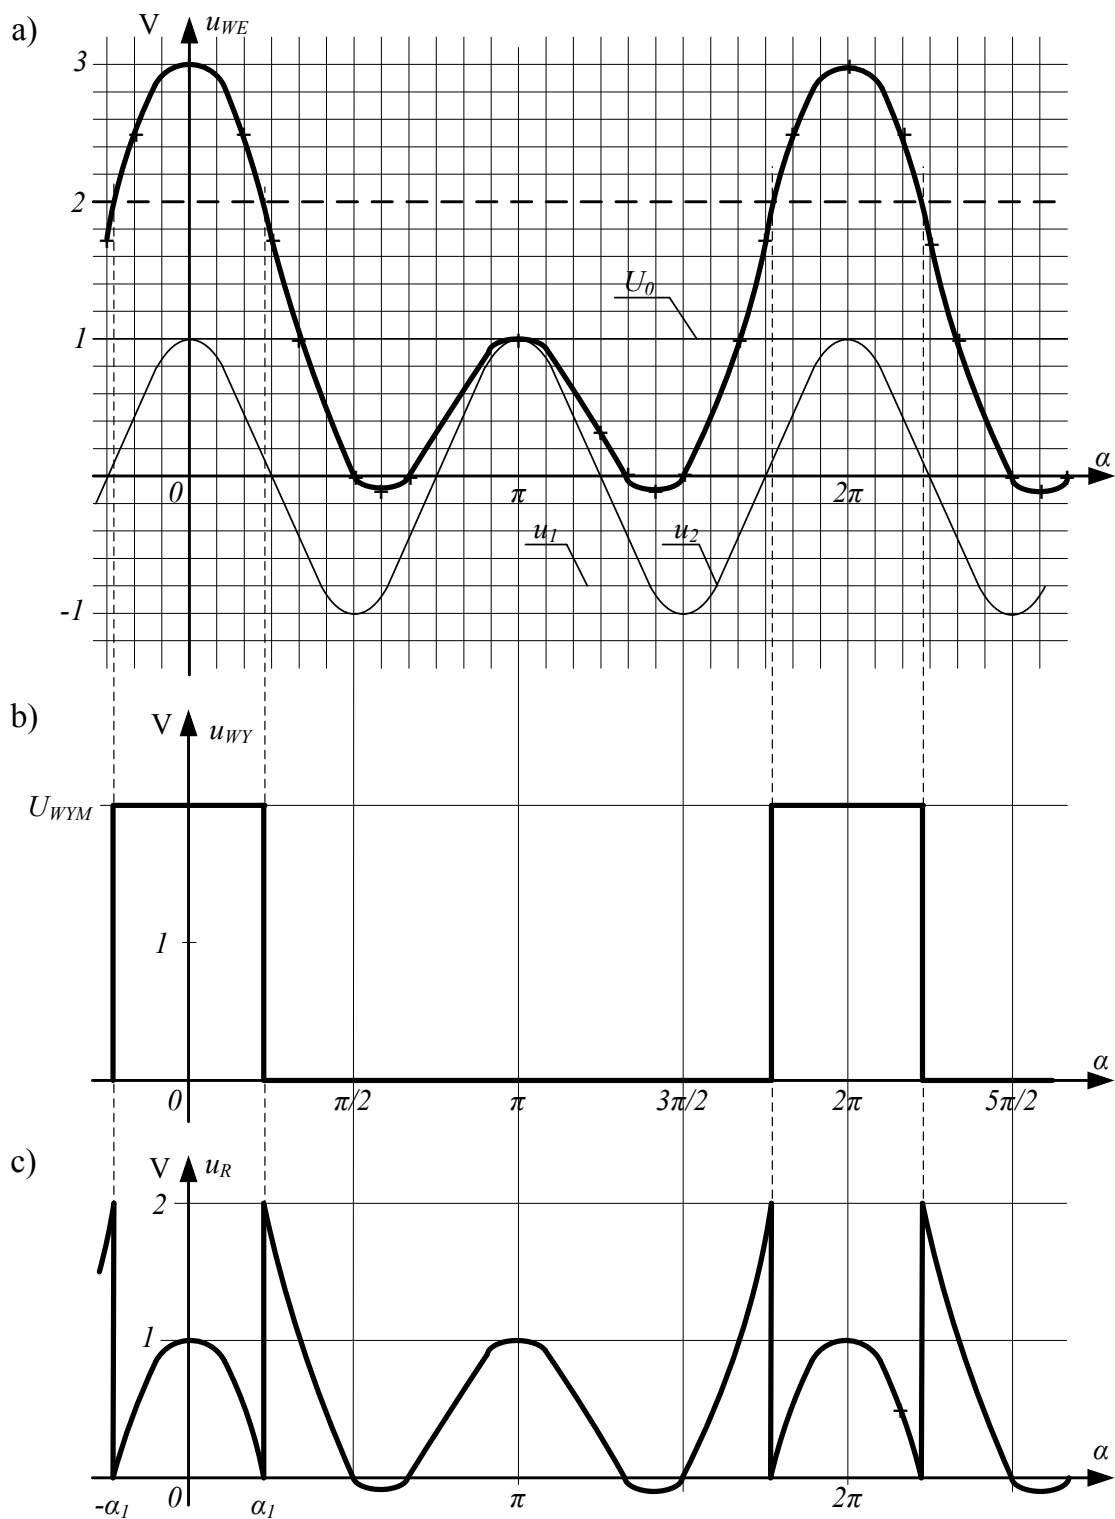 a)
V u_WE
3
2
U_0
1
α
0 π 2π
u_1 u_2
-1
b)
V u_WY
U_WYM
1
α
0 π/2 π 3π/2 2π 5π/2
c)
V u_R
2
1
α
-α_1 0 α_1 π 2π